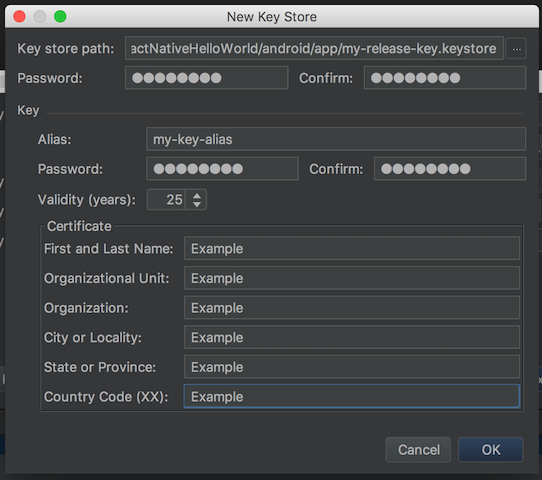 New Key Store
Key store path: actNativeHelloWorld/android/app/my-release-key.keystore ...
Password: ●●●●●●●● Confirm: ●●●●●●●●
Key
Alias: my-key-alias
Password: ●●●●●●●● Confirm: ●●●●●●●●
Validity (years): 25
Certificate
First and Last Name: Example
Organizational Unit: Example
Organization: Example
City or Locality: Example
State or Province: Example
Country Code (XX): Example
Cancel OK